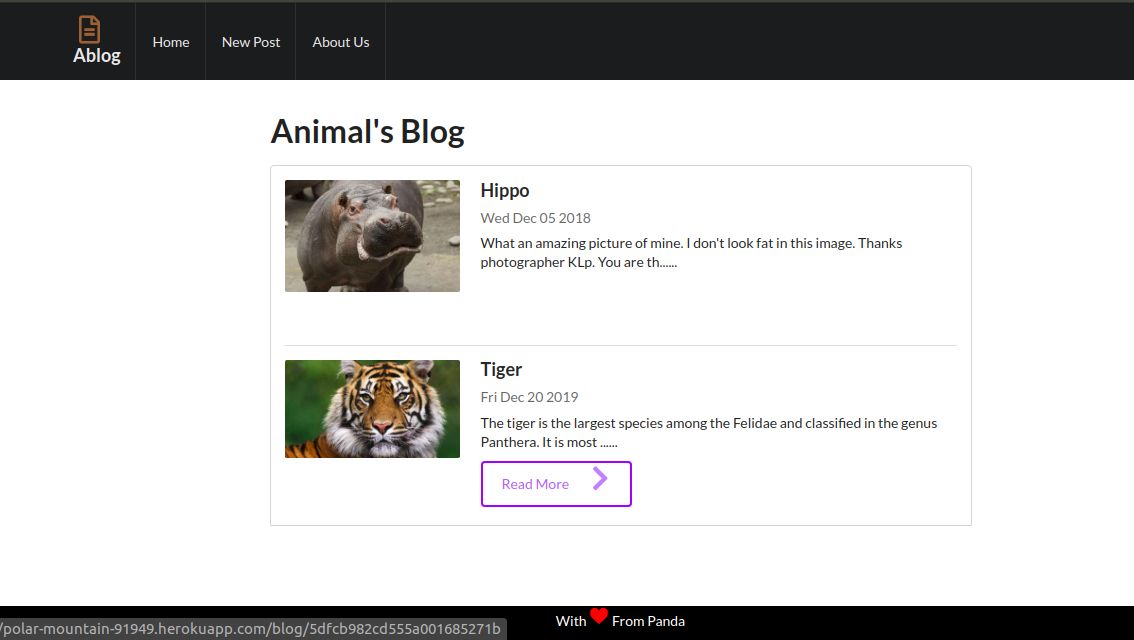 Ablog
Home
New Post
About Us
Animal's Blog
Hippo
Wed Dec 05 2018
What an amazing picture of mine. I don't look fat in this image. Thanks
photographer KLp. You are th......
Tiger
Fri Dec 20 2019
The tiger is the largest species among the Felidae and classified in the genus
Panthera. It is most ......
Read More
With From Panda
/polar-mountain-91949.herokuapp.com/blog/5dfcb982cd555a001685271b